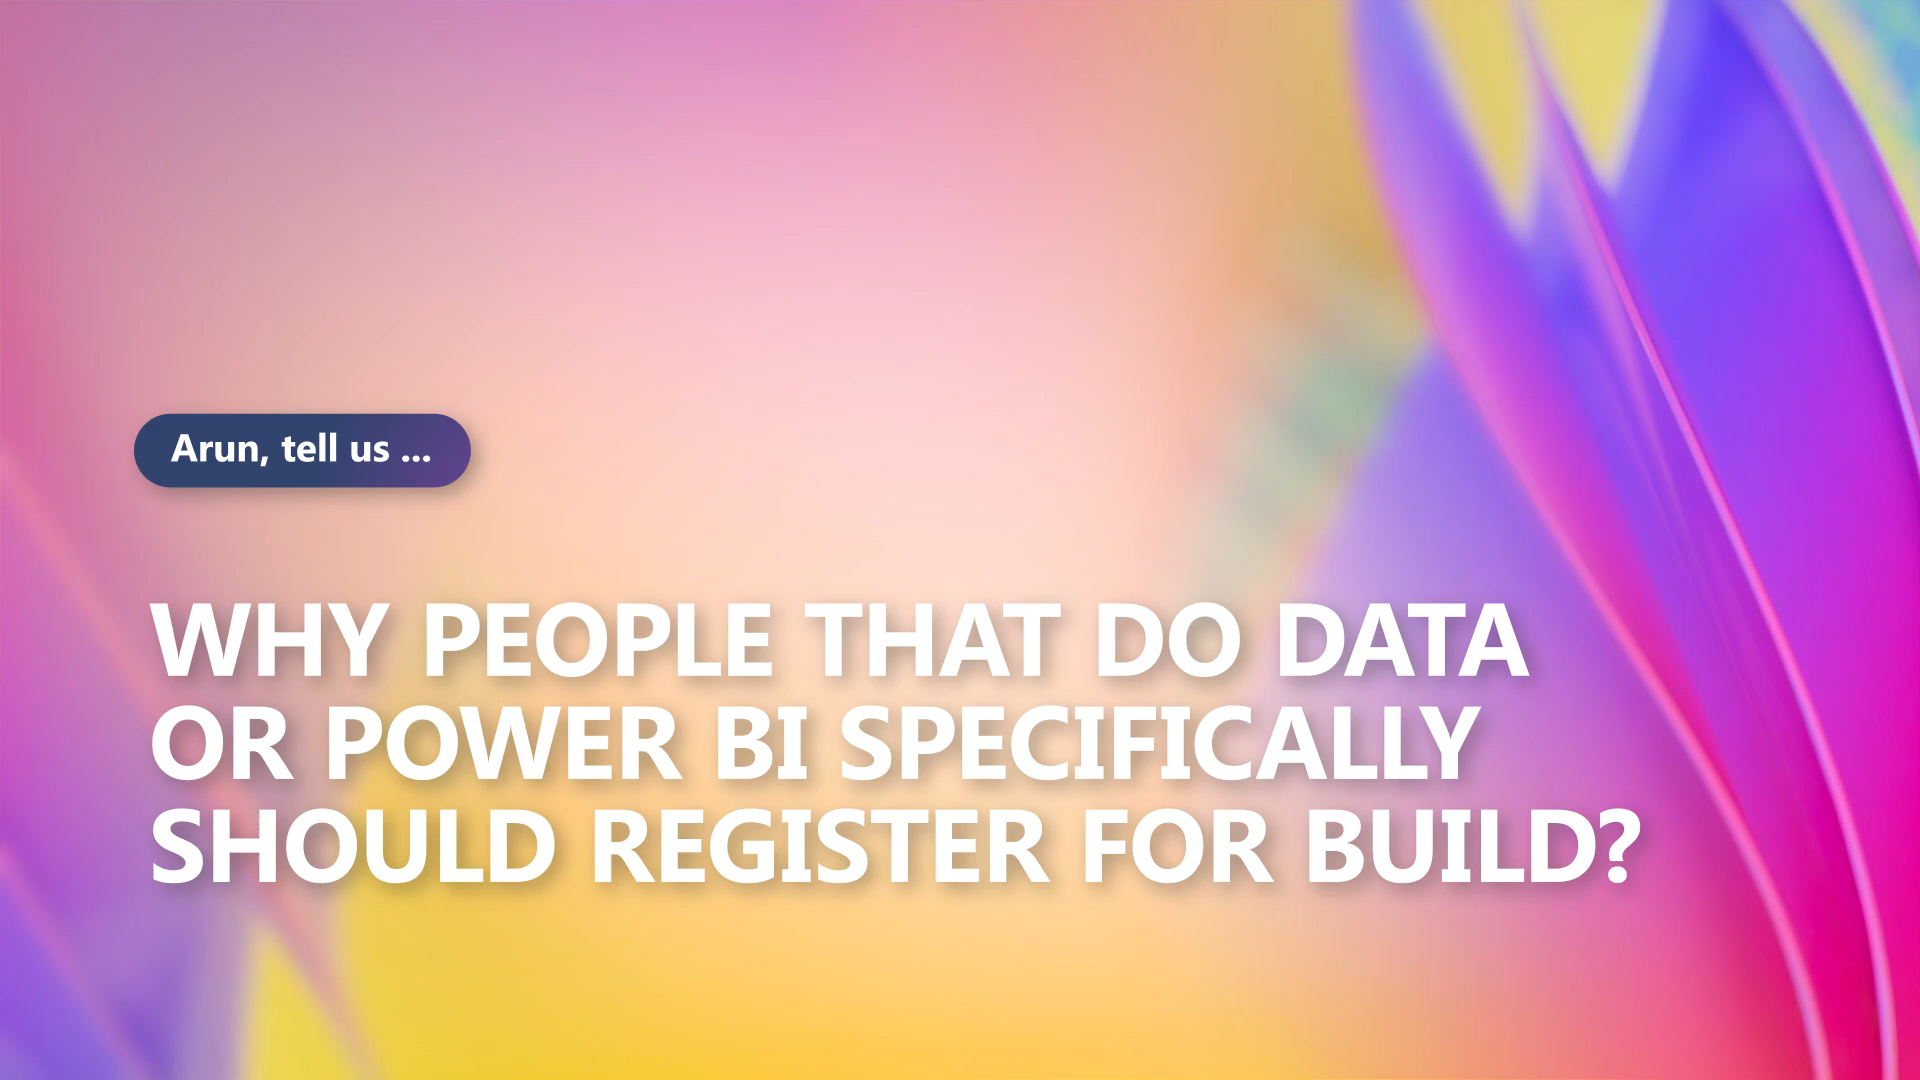 Arun, tell us ...
WHY PEOPLE THAT DO DATA
OR POWER BI SPECIFICALLY
SHOULD REGISTER FOR BUILD?